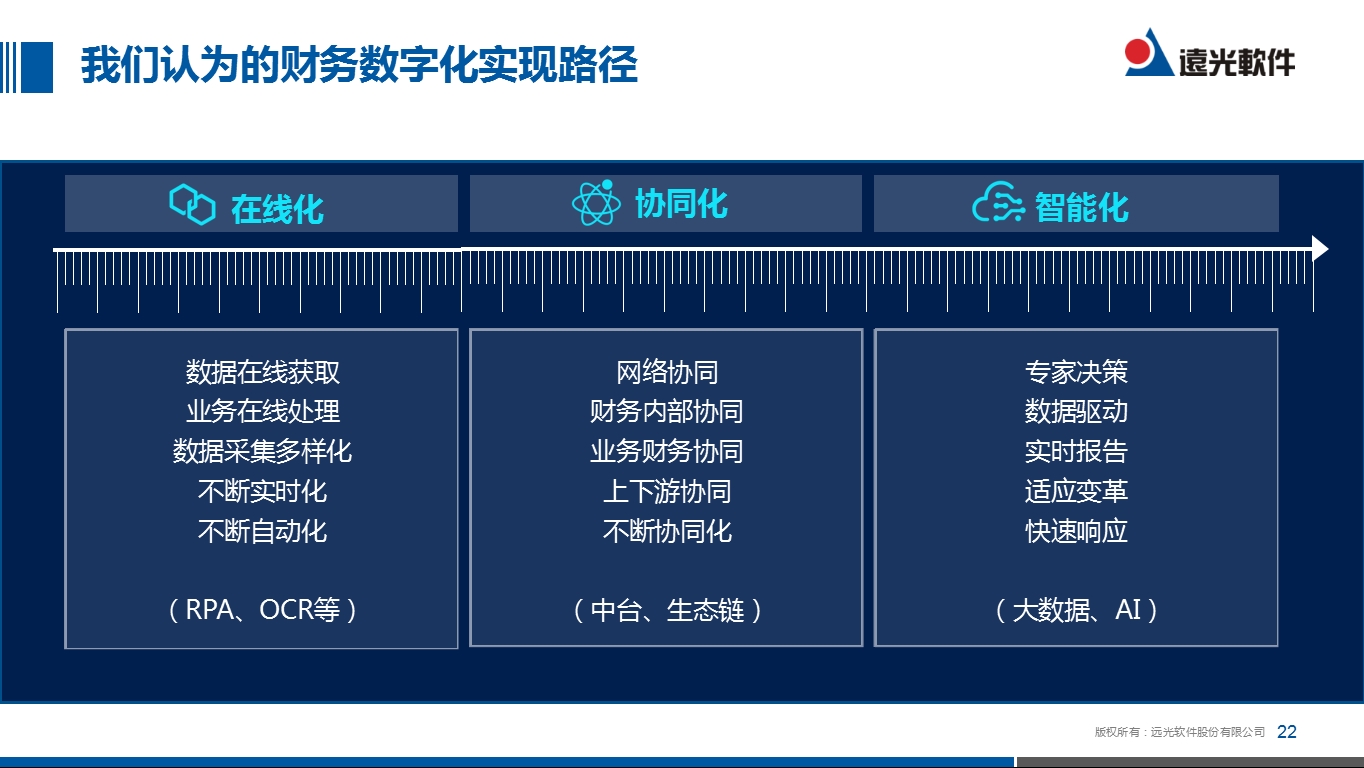 我们认为的财务数字化实现路径
遠光軟件
在线化
协同化
智能化
数据在线获取
业务在线处理
数据采集多样化
不断实时化
不断自动化
（RPA、OCR等）
网络协同
财务内部协同
业务财务协同
上下游协同
不断协同化
（中台、生态链）
专家决策
数据驱动
实时报告
适应变革
快速响应
（大数据、AI）
版权所有：远光软件股份有限公司 22